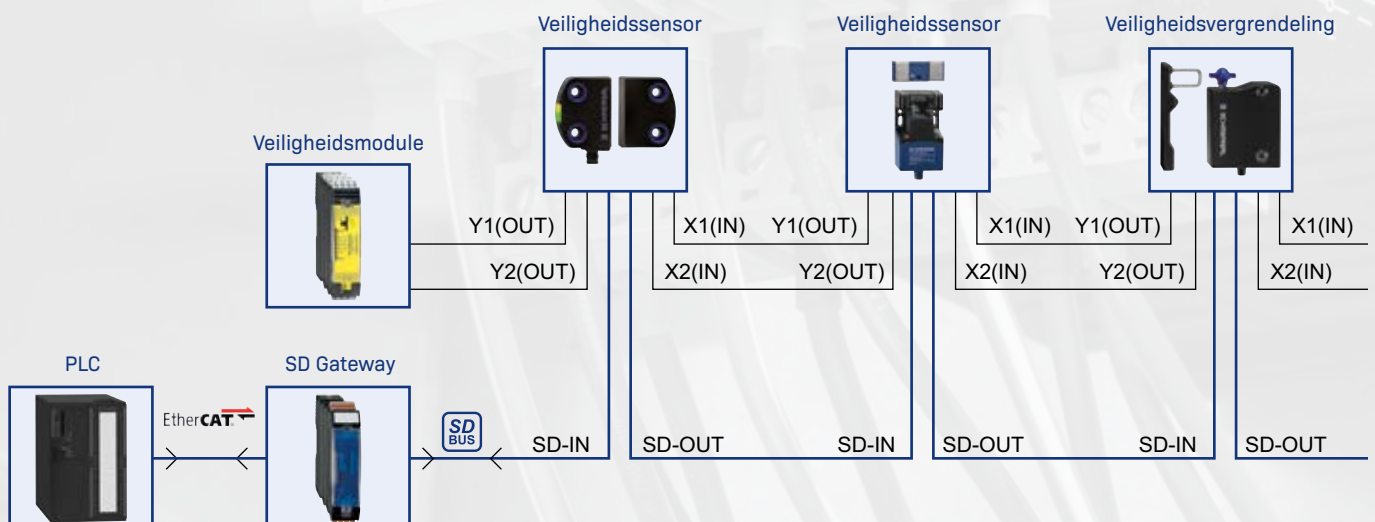 Veiligheidssensor
Veiligheidssensor
Veiligheidsvergrendeling
Veiligheidsmodule
Y1(OUT)
X1(IN)
Y1(OUT)
X1(IN)
Y1(OUT)
X1(IN)
Y2(OUT)
X2(IN)
Y2(OUT)
X2(IN)
Y2(OUT)
X2(IN)
PLC
SD Gateway
EtherCAT
SD
BUS
SD-IN
SD-OUT
SD-IN
SD-OUT
SD-IN
SD-OUT